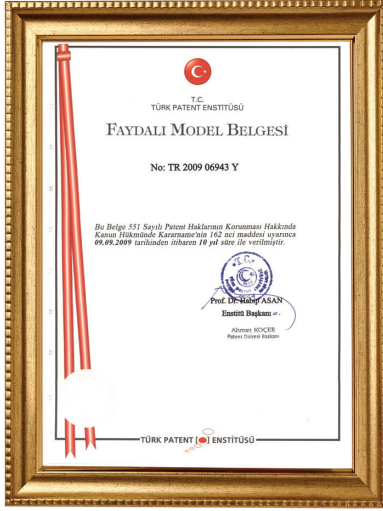 T.C.
TÜRK PATENT ENSTİTÜSÜ
FAYDALI MODEL BELGESİ
No: TR 2009 06943 Y
Bu Belge 551 Sayılı Patent Haklarının Korunması Hakkında
Kanun Hükmünde Kararname'nin 162 nci maddesi uyarınca
09.09.2009 tarihinden itibaren 10 yıl süre ile verilmiştir.
T.C.
Prof. Dr. Habip ASAN
Enstitü Başkanı
Ahmet KOÇER
Patent Dairesi Başkanı
TÜRK PATENT ENSTİTÜSÜ